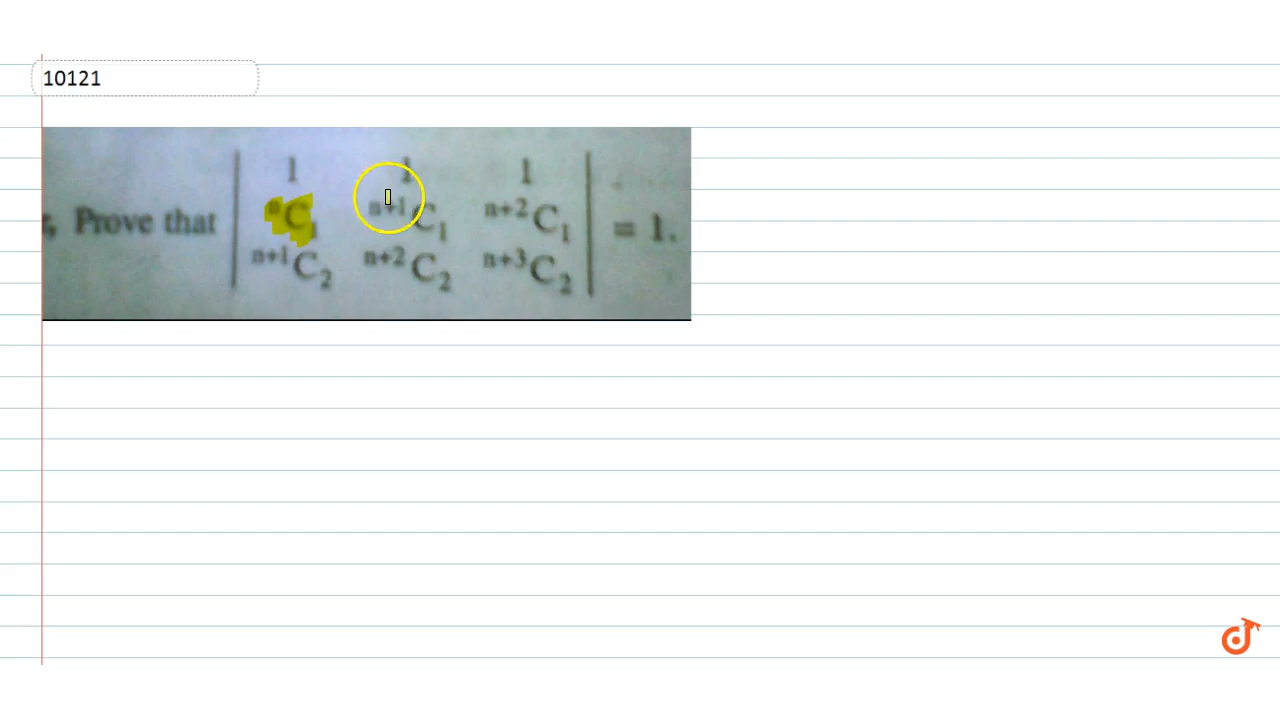 10121
1 1 1
Prove that | ⁿC₁ ⁿ⁺¹C₁ ⁿ⁺²C₁ | = 1.
ⁿ⁺¹C₂ ⁿ⁺²C₂ ⁿ⁺³C₂